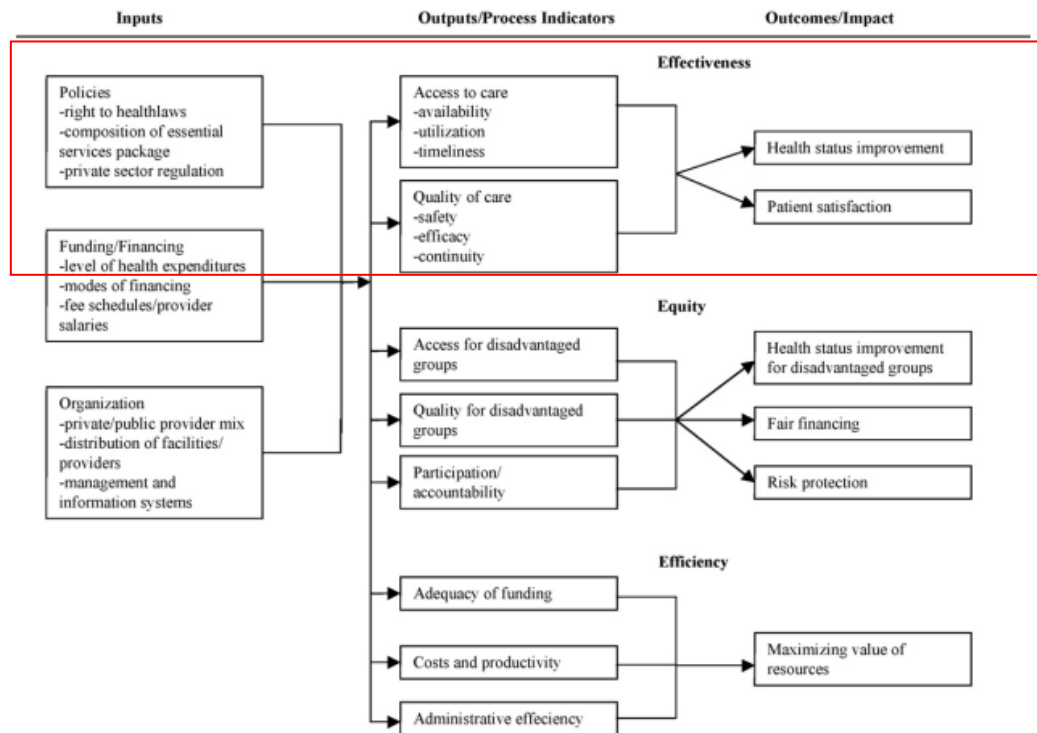 Inputs
Outputs/Process Indicators
Outcomes/Impact
Effectiveness
Policies
-right to healthlaws
-composition of essential
services package
-private sector regulation
Funding/Financing
-level of health expenditures
-modes of financing
-fee schedules/provider
salaries
Organization
-private/public provider mix
-distribution of facilities/
providers
-management and
information systems
Access to care
-availability
-utilization
-timeliness
Quality of care
-safety
-efficacy
-continuity
Health status improvement
Patient satisfaction
Equity
Access for disadvantaged
groups
Quality for disadvantaged
groups
Participation/
accountability
Health status improvement
for disadvantaged groups
Fair financing
Risk protection
Efficiency
Adequacy of funding
Costs and productivity
Administrative effeciency
Maximizing value of
resources